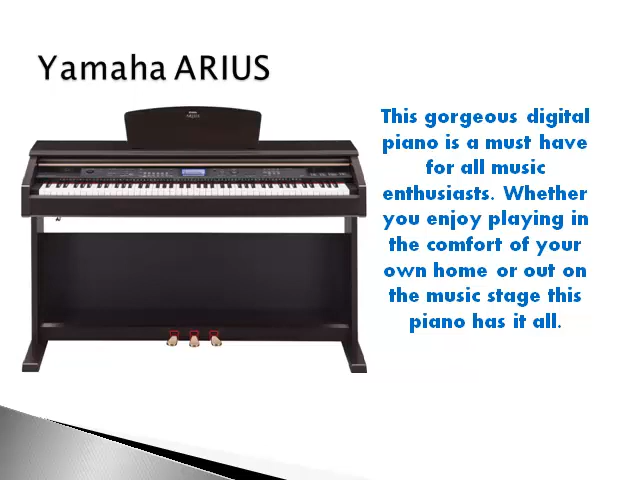 Yamaha ARIUS
This gorgeous digital
piano is a must have
for all music
enthusiasts. Whether
you enjoy playing in
the comfort of your
own home or out on
the music stage this
piano has it all.